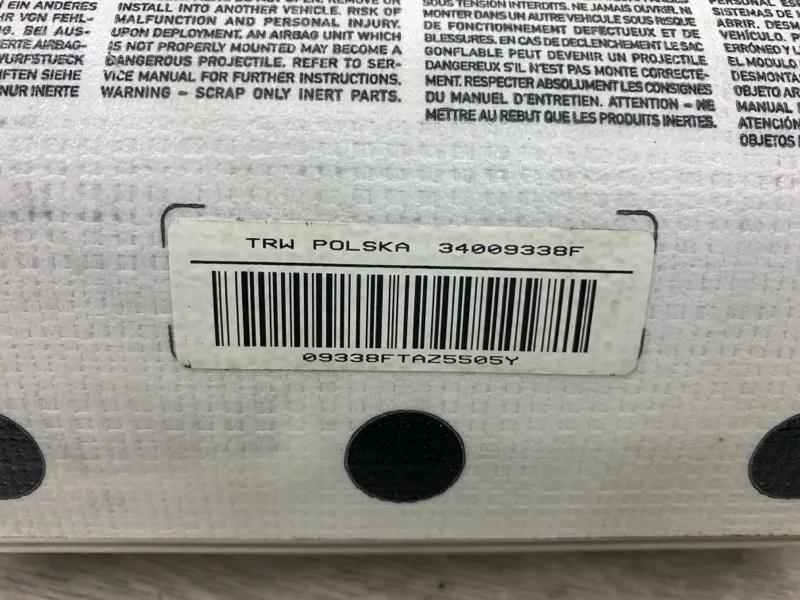 EIN ANDERES
HR VON FEHL-
G. BEI AUS-
ERTE AIRBAG-
WURFSTUECK
IFTEN SIEHE
NUR INERTE
INSTALL INTO ANOTHER VEHICLE. RISK OF
MALFUNCTION AND PERSONAL INJURY.
UPON DEPLOYMENT, AN AIRBAG UNIT WHICH
IS NOT PROPERLY MOUNTED MAY BECOME A
DANGEROUS PROJECTILE. REFER TO SER-
VICE MANUAL FOR FURTHER INSTRUCTIONS.
WARNING - SCRAP ONLY INERT PARTS.
SOUS TENSION INTERDITS. NE JAMAIS OUVRIR, NI
MONTER DANS UN AUTRE VEHICULE SOUS RISQUE
DE FONCTIONNEMENT DEFECTUEUX ET DE
BLESSURES. EN CAS DE DECLENCHEMENT LE SAC
GONFLABLE PEUT DEVENIR UN PROJECTILE
DANGEREUX S'IL N'EST PAS MONTE CORRECTE-
MENT. RESPECTER ABSOLUMENT LES CONSIGNES
DU MANUEL D'ENTRETIEN. ATTENTION - NE
METTRE AU REBUT QUE LES PRODUITS INERTES.
PERSONAL ES
SISTEMAS DE
ABRIR, DESM
VEHÍCULO. P
ERRÓNEO Y L
EL MODULO
DESMONTA
OBJETO AR
MANUAL
ATENCIÓN
OBJETOS
TRW POLSKA 34009338F
09338FTAZ5505Y